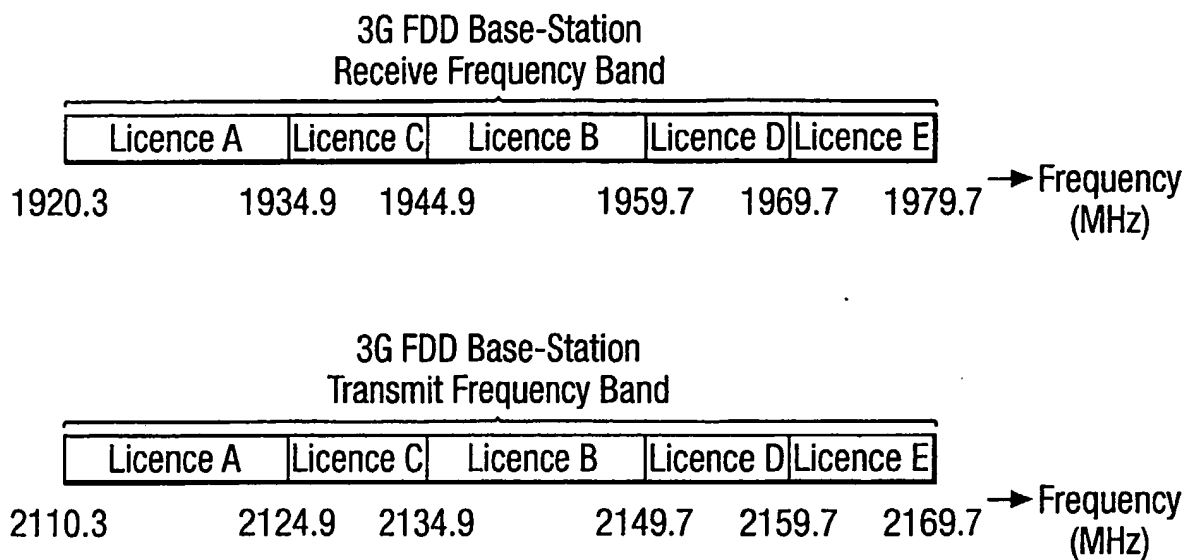 3G FDD Base-Station
Receive Frequency Band
Licence A Licence C Licence B Licence D Licence E
1920.3 1934.9 1944.9 1959.7 1969.7 1979.7
Frequency
(MHz)
3G FDD Base-Station
Transmit Frequency Band
Licence A Licence C Licence B Licence D Licence E
2110.3 2124.9 2134.9 2149.7 2159.7 2169.7
Frequency
(MHz)